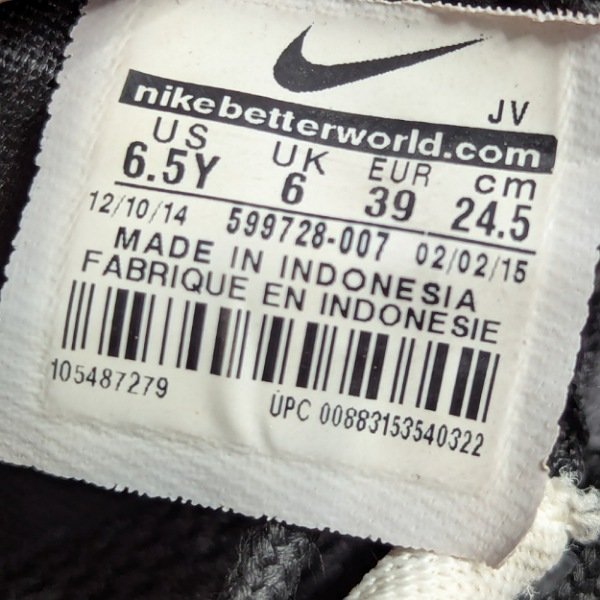 JV
nikebetterworld.com
US UK EUR cm
6.5Y 6 39 24.5
12/10/14 599728-007 02/02/15
MADE IN INDONESIA
FABRIQUE EN INDONESIE
105487279
UPC 00883153540322